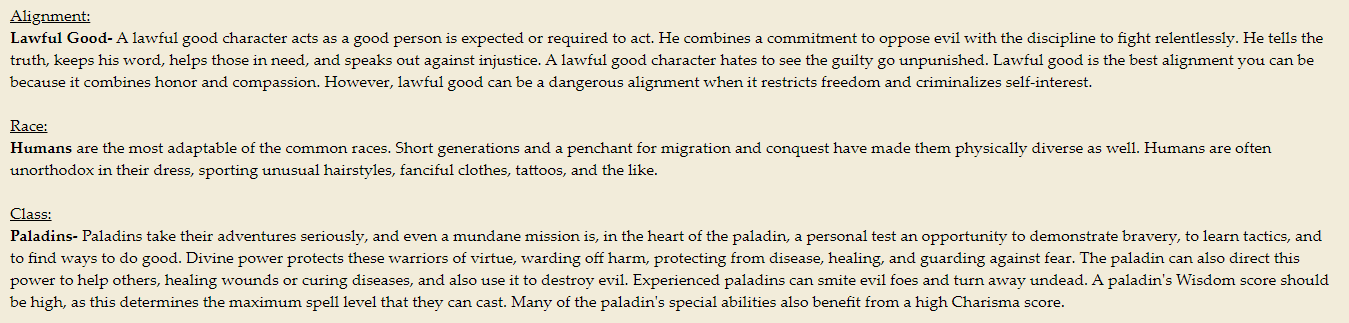 Alignment:
Lawful Good- A lawful good character acts as a good person is expected or required to act. He combines a commitment to oppose evil with the discipline to fight relentlessly. He tells the
truth, keeps his word, helps those in need, and speaks out against injustice. A lawful good character hates to see the guilty go unpunished. Lawful good is the best alignment you can be
because it combines honor and compassion. However, lawful good can be a dangerous alignment when it restricts freedom and criminalizes self-interest.
Race:
Humans are the most adaptable of the common races. Short generations and a penchant for migration and conquest have made them physically diverse as well. Humans are often
unorthodox in their dress, sporting unusual hairstyles, fanciful clothes, tattoos, and the like.
Class:
Paladins- Paladins take their adventures seriously, and even a mundane mission is, in the heart of the paladin, a personal test an opportunity to demonstrate bravery, to learn tactics, and
to find ways to do good. Divine power protects these warriors of virtue, warding off harm, protecting from disease, healing, and guarding against fear. The paladin can also direct this
power to help others, healing wounds or curing diseases, and also use it to destroy evil. Experienced paladins can smite evil foes and turn away undead. A paladin's Wisdom score should
be high, as this determines the maximum spell level that they can cast. Many of the paladin's special abilities also benefit from a high Charisma score.